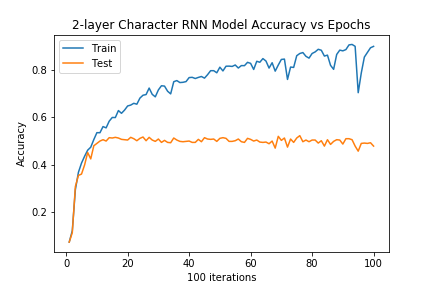 2-layer Character RNN Model Accuracy vs Epochs
Train
Test
Accuracy
0.8
0.6
0.4
0.2
0 20 40 60 80 100
100 iterations